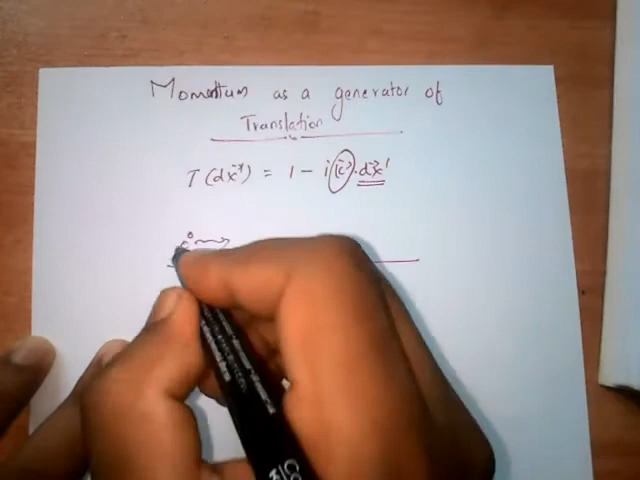 Momentum as a generator of
Translation
T(dx⃗') = 1 - i k⃗ · dx⃗'